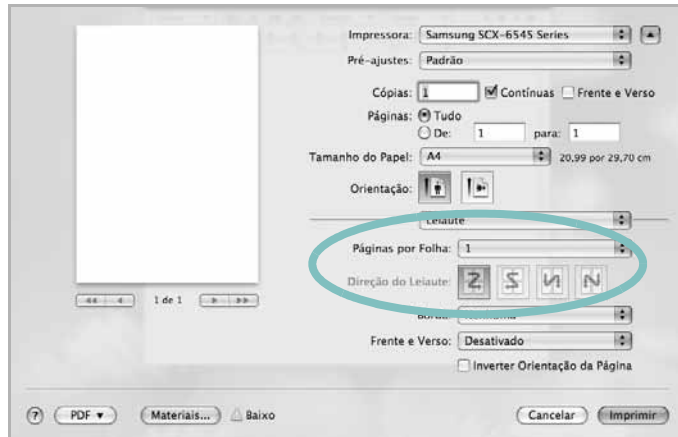 Impressora: Samsung SCX-6545 Series
Pré-ajustes: Padrão
Cópias: 1 Contínuas Frente e Verso
Páginas: Tudo
De: 1 para: 1
Tamanho do Papel: A4 20,99 por 29,70 cm
Orientação:
Leiaute
Páginas por Folha: 1
Direção do Leiaute:
1 de 1
Borda: Nenhuma
Frente e Verso: Desativado
Inverter Orientação da Página
? PDF Materiais... Baixo Cancelar Imprimir